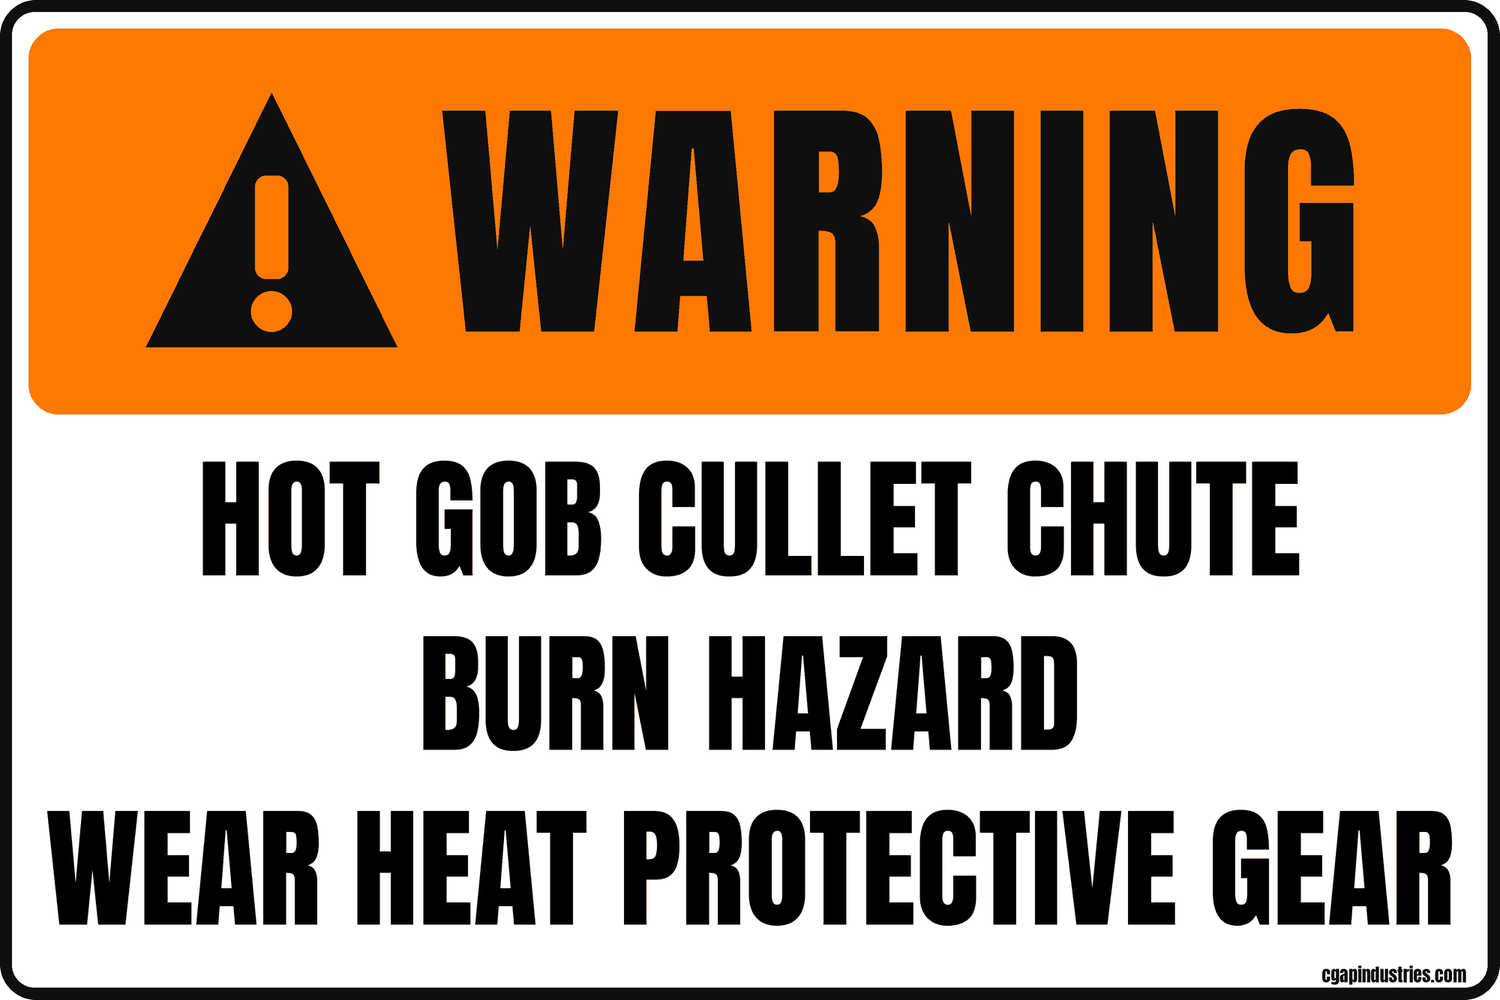 WARNING
HOT GOB CULLET CHUTE
BURN HAZARD
WEAR HEAT PROTECTIVE GEAR
cgapindustries.com